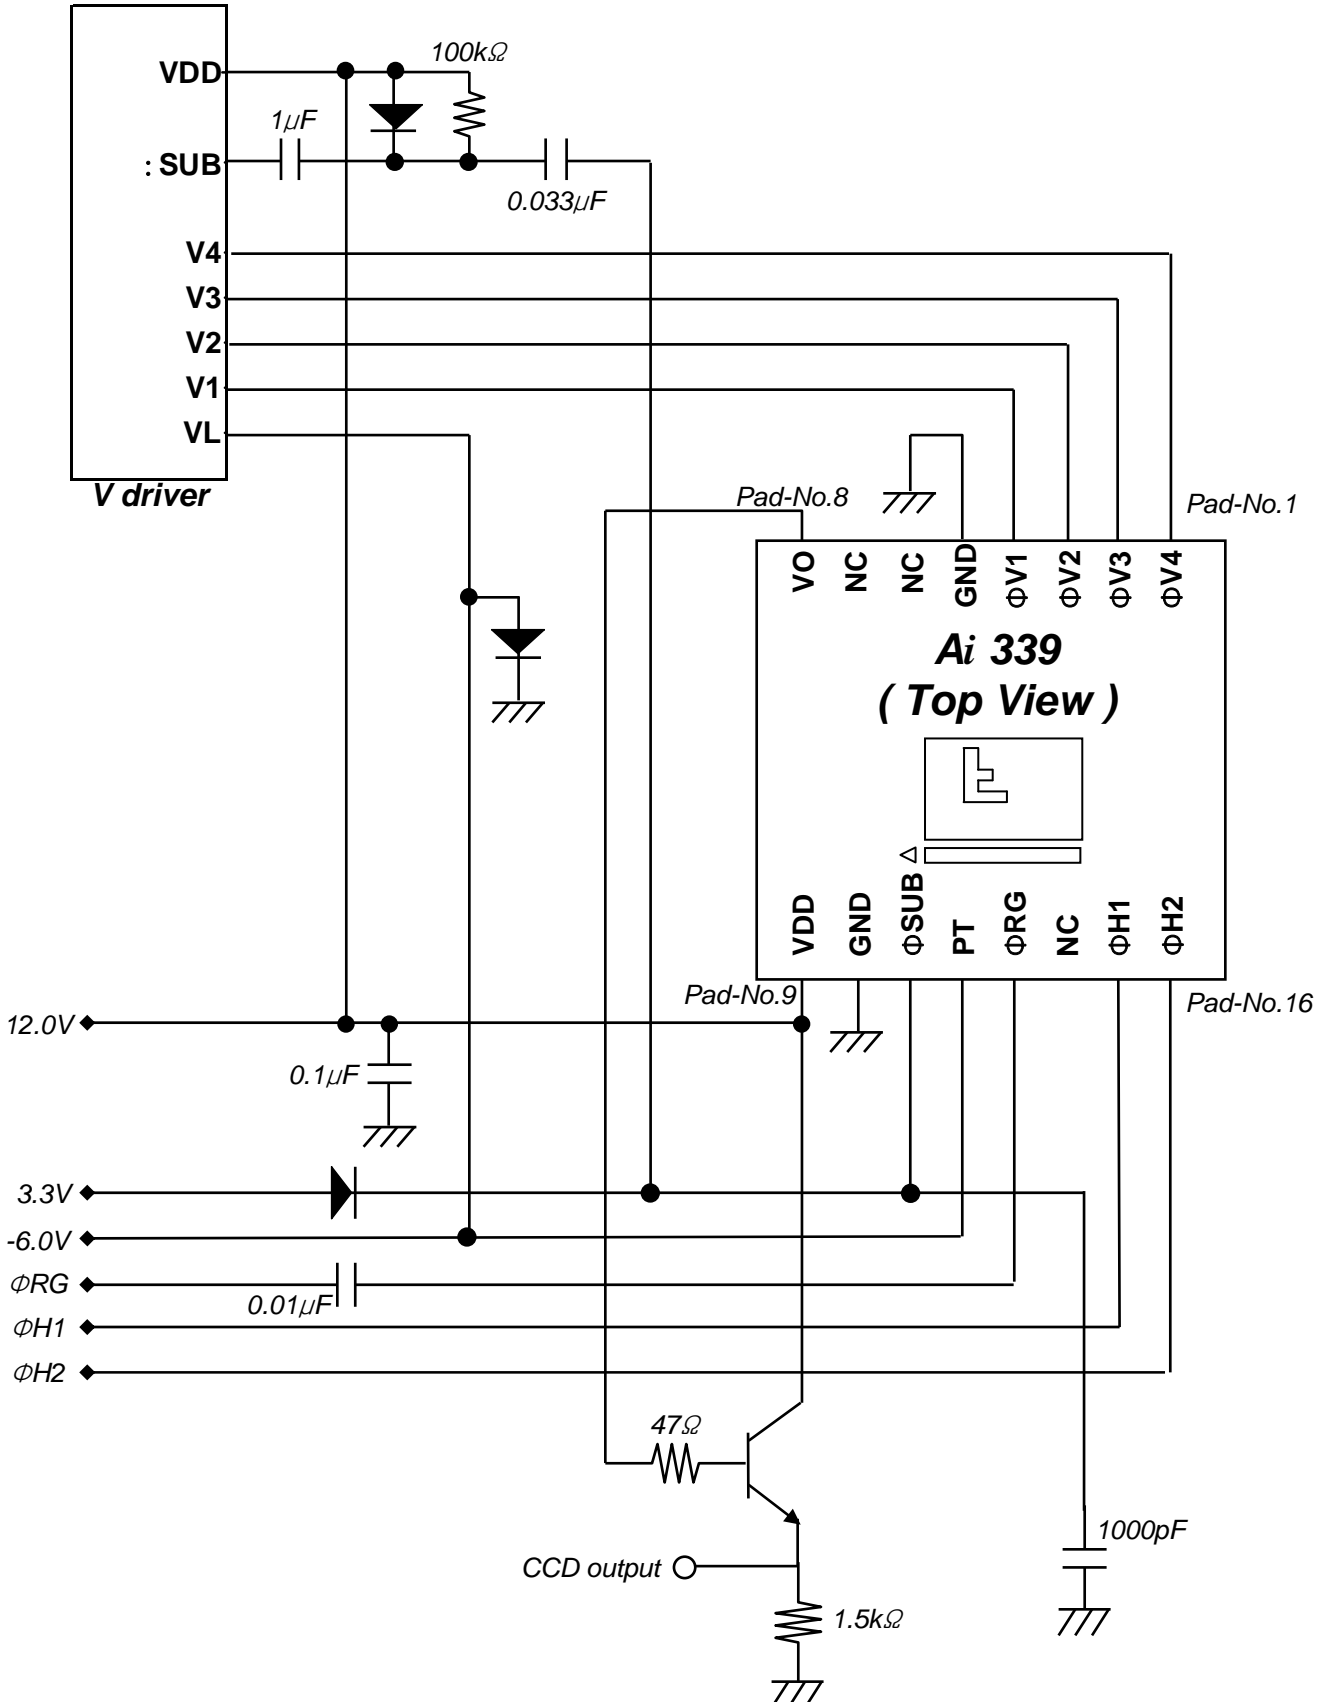 100kΩ
VDD
1μF
: SUB
0.033μF
V4
V3
V2
V1
VL
V driver
Pad-No.8
Pad-No.1
VO
NC
NC
GND
ΦV1
ΦV2
ΦV3
ΦV4
Ai 339
( Top View )
VDD
GND
ΦSUB
PT
ΦRG
NC
ΦH1
ΦH2
Pad-No.9
Pad-No.16
12.0V
0.1μF
3.3V
-6.0V
ΦRG
0.01μF
ΦH1
ΦH2
47Ω
1000pF
CCD output
1.5kΩ